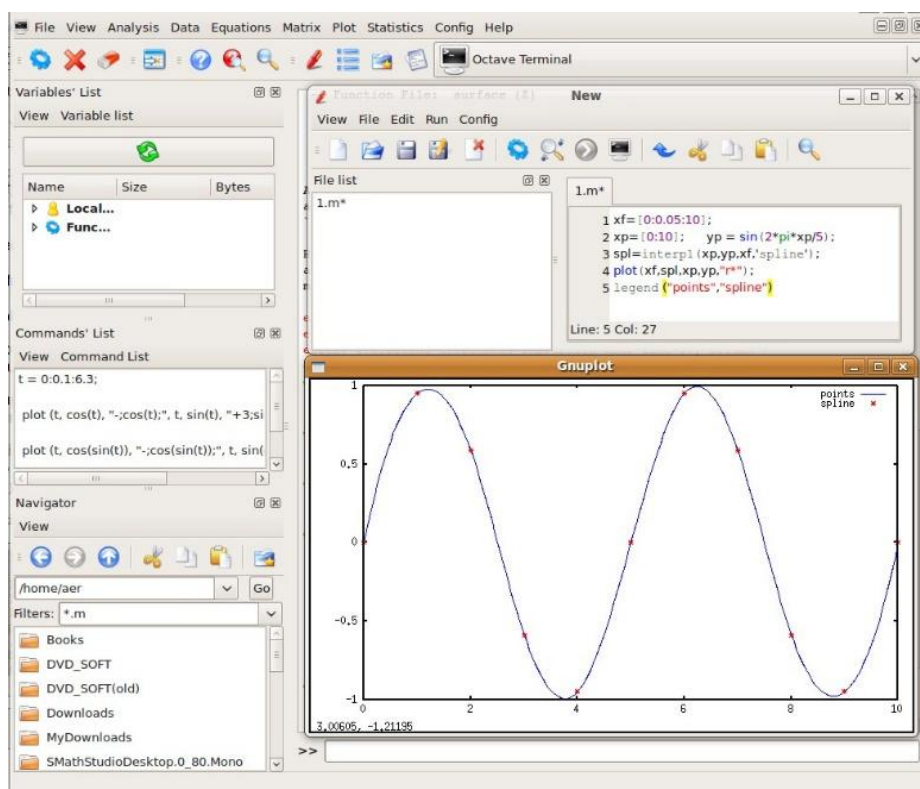 File View Analysis Data Equations Matrix Plot Statistics Config Help
Octave Terminal
Variables' List
View Variable list
Name Size Bytes
Local...
Func...
Commands' List
View Command List
t = 0:0.1:6.3;
plot (t, cos(t), "-;cos(t);", t, sin(t), "+3;si
plot (t, cos(sin(t)), "-;cos(sin(t));", t, sin(
Navigator
View
/home/aer Go
Filters: *.m
Books
DVD_SOFT
DVD_SOFT(old)
Downloads
MyDownloads
SMathStudioDesktop.0_80.Mono
Function File: surface (Z)
New
View File Edit Run Config
File list
1.m*
1.m*
1 xf=[0:0.05:10];
2 xp=[0:10]; yp = sin(2*pi*xp/5);
3 spl=interp1(xp,yp,xf,'spline');
4 plot(xf,spl,xp,yp,"r*");
5 legend ("points","spline")
Line: 5 Col: 27
Gnuplot
points
spline
1
0.5
0
-0.5
-1
0 2 4 6 8 10
3.00605, -1.21195
>>